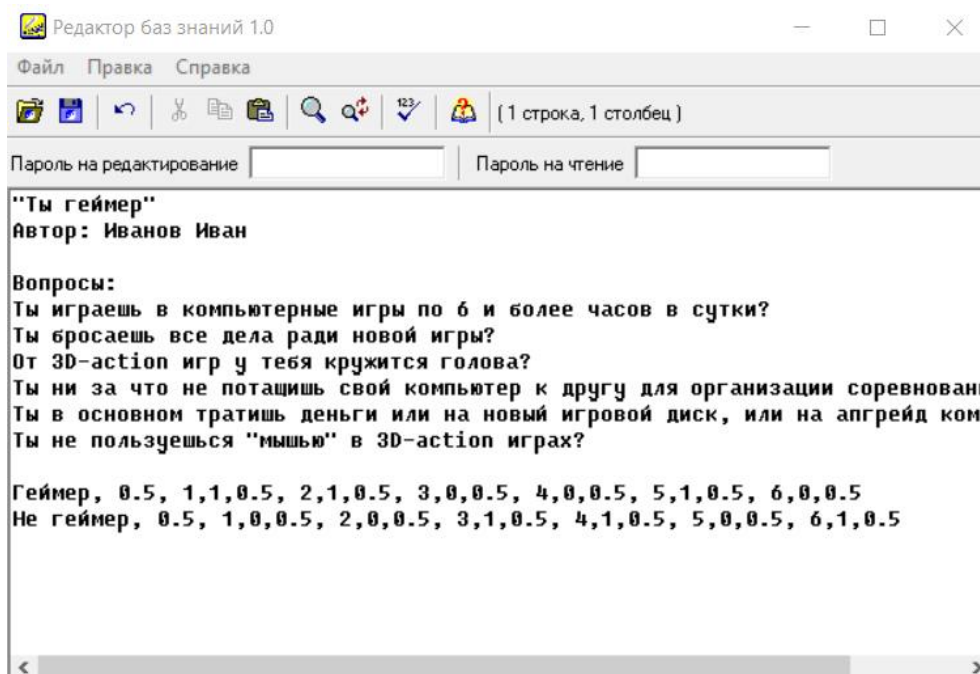 Редактор баз знаний 1.0
Файл Правка Справка
123 (1 строка, 1 столбец)
Пароль на редактирование Пароль на чтение
"Ты геймер"
Автор: Иванов Иван
Вопросы:
Ты играешь в компьютерные игры по 6 и более часов в сутки?
Ты бросаешь все дела ради новой игры?
От 3D-action игр у тебя кружится голова?
Ты ни за что не поташишь свой компьютер к другу для организации соревнован
Ты в основном тратишь деньги или на новый игровой диск, или на апгрейд ком
Ты не пользуешься "мышью" в 3D-action играх?
Геймер, 0.5, 1,1,0.5, 2,1,0.5, 3,0,0.5, 4,0,0.5, 5,1,0.5, 6,0,0.5
Не геймер, 0.5, 1,0,0.5, 2,0,0.5, 3,1,0.5, 4,1,0.5, 5,0,0.5, 6,1,0.5